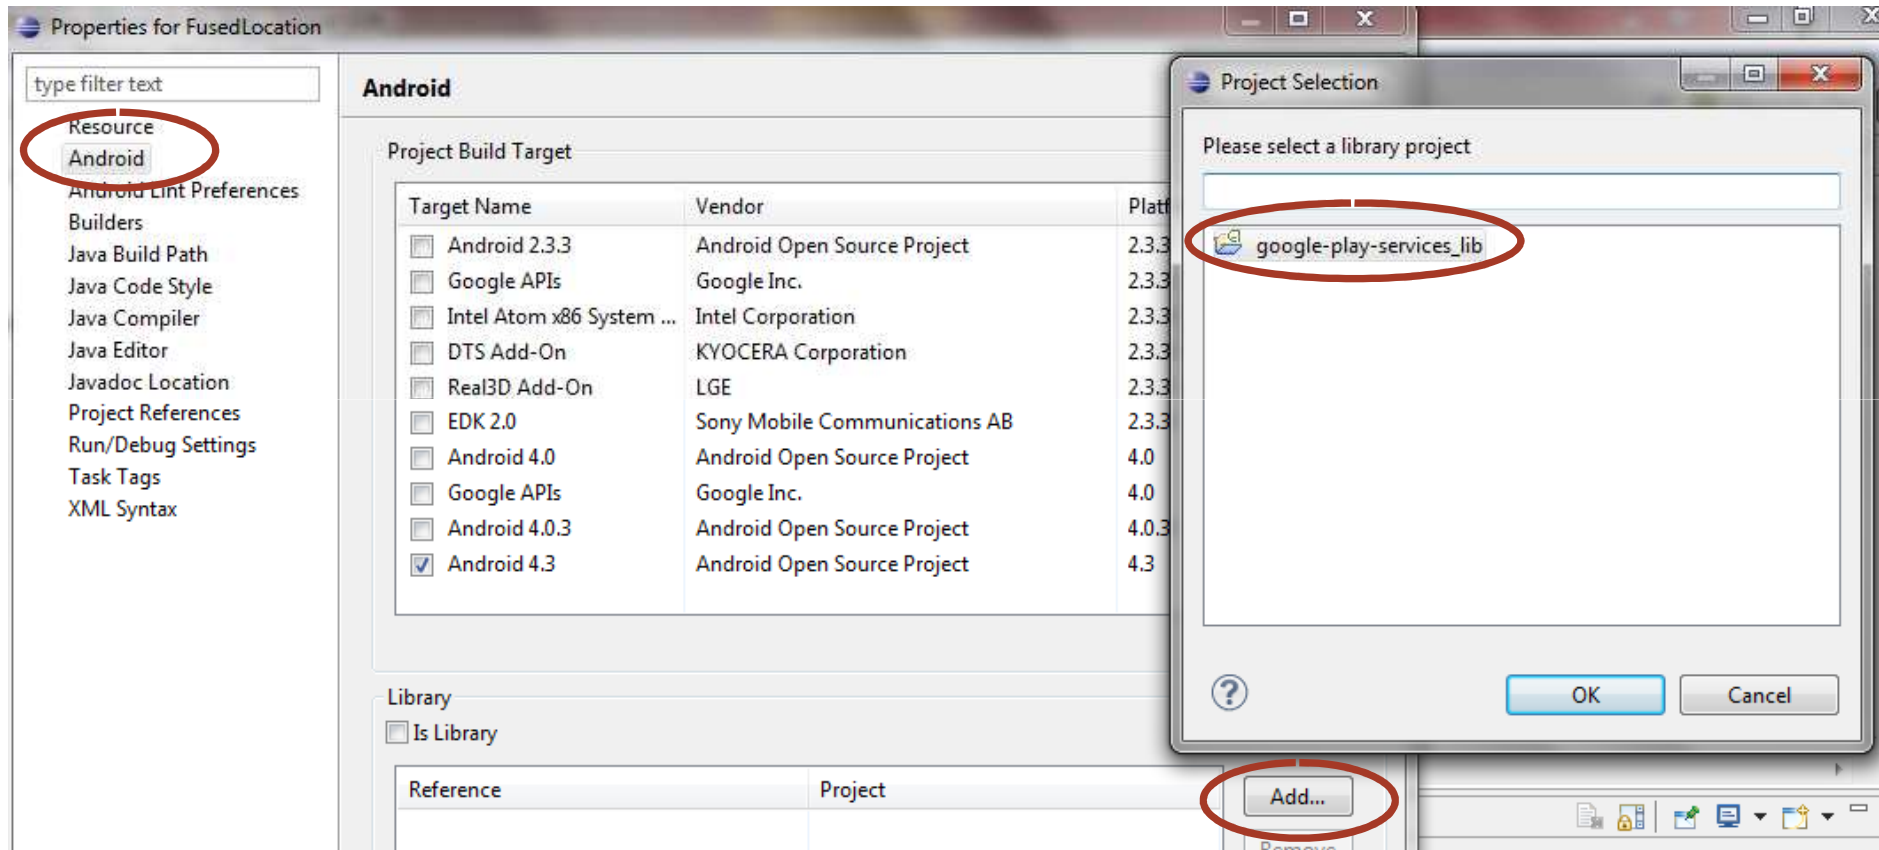 Properties for FusedLocation
type filter text
Resource
Android
Android Lint Preferences
Builders
Java Build Path
Java Code Style
Java Compiler
Java Editor
Javadoc Location
Project References
Run/Debug Settings
Task Tags
XML Syntax
Android
Project Build Target
Target Name Vendor Platf
Android 2.3.3 Android Open Source Project 2.3.3
Google APIs Google Inc. 2.3.3
Intel Atom x86 System ... Intel Corporation 2.3.3
DTS Add-On KYOCERA Corporation 2.3.3
Real3D Add-On LGE 2.3.3
EDK 2.0 Sony Mobile Communications AB 2.3.3
Android 4.0 Android Open Source Project 4.0
Google APIs Google Inc. 4.0
Android 4.0.3 Android Open Source Project 4.0.3
Android 4.3 Android Open Source Project 4.3
Library
Is Library
Reference Project
Add...
Remove
Project Selection
Please select a library project
google-play-services_lib
OK Cancel